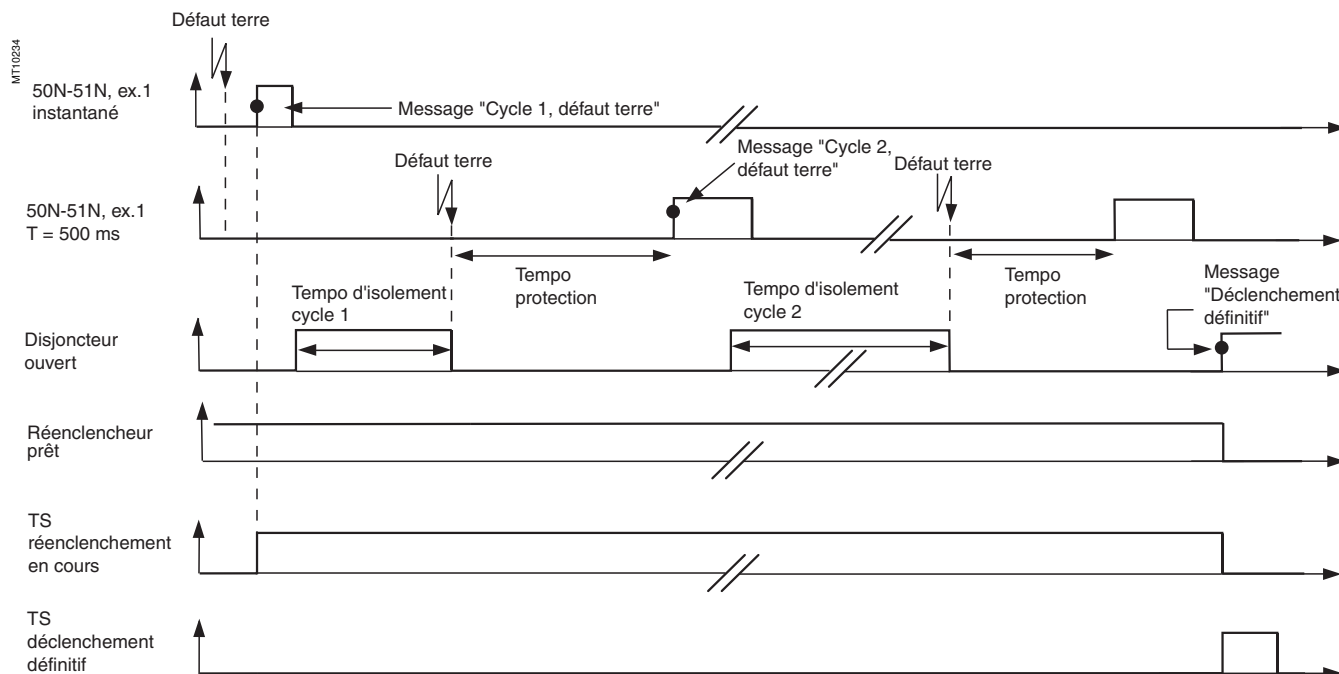 Défaut terre
MT10234
50N-51N, ex.1
instantané
Message "Cycle 1, défaut terre"
Défaut terre
Message "Cycle 2,
défaut terre"
Défaut terre
50N-51N, ex.1
T = 500 ms
Tempo
protection
Tempo
protection
Message
"Déclenchement
définitif"
Tempo d'isolement
cycle 1
Tempo d'isolement
cycle 2
Disjoncteur
ouvert
Réenclencheur
prêt
TS
réenclenchement
en cours
TS
déclenchement
définitif